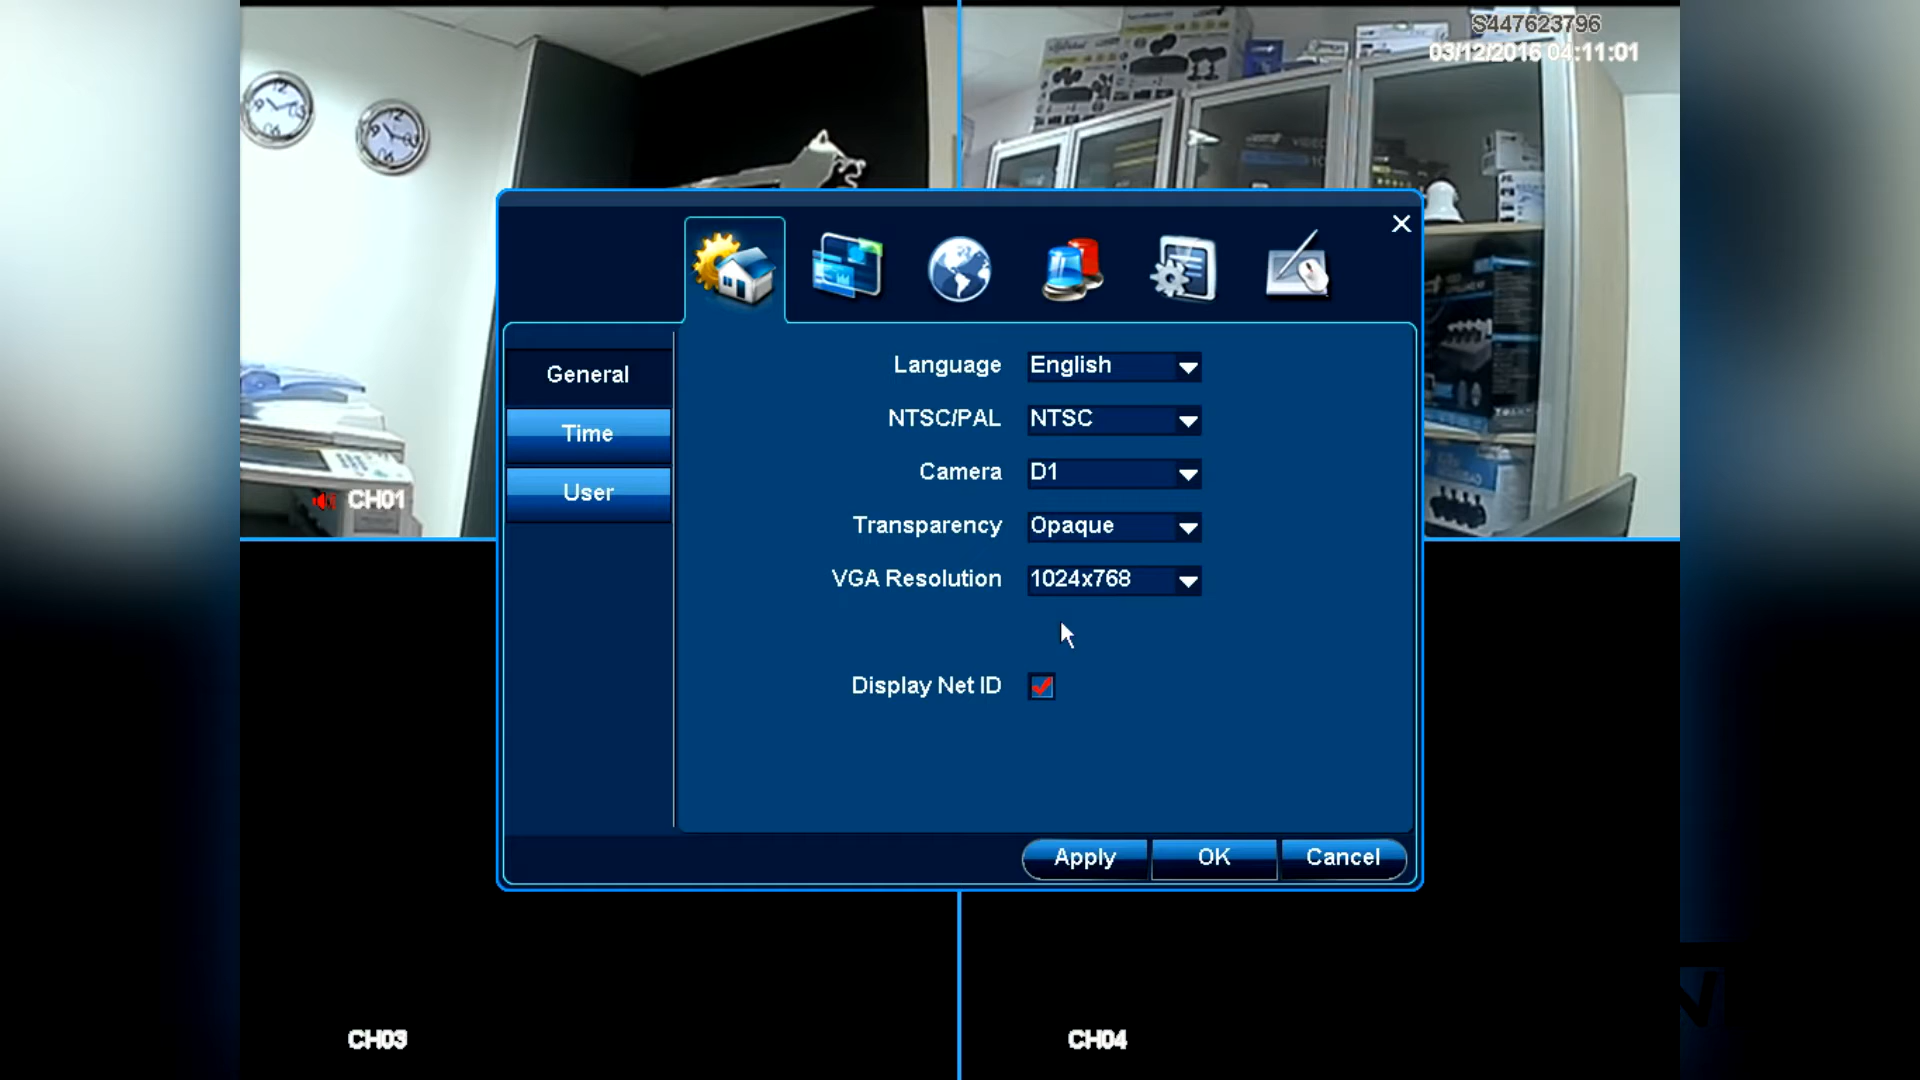 S447623796
03/12/2016 04:11:01
General
Time
User
Language English
NTSC/PAL NTSC
Camera D1
Transparency Opaque
VGA Resolution 1024x768
Display Net ID
CH01
Apply OK Cancel
CH03 CH04